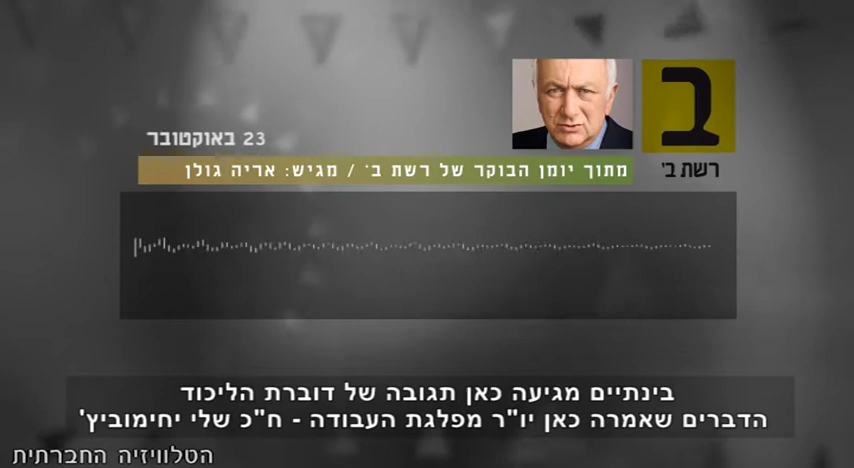 ב
רשת ב'
23 באוקטובר
מתוך יומן הבוקר של רשת ב' / מגיש: אריה גולן
בינתיים מגיעה כאן תגובה של דוברת הליכוד
הדברים שאמרה כאן יו"ר מפלגת העבודה - ח"כ שלי יחימוביץ'
הטלוויזיה החברתית